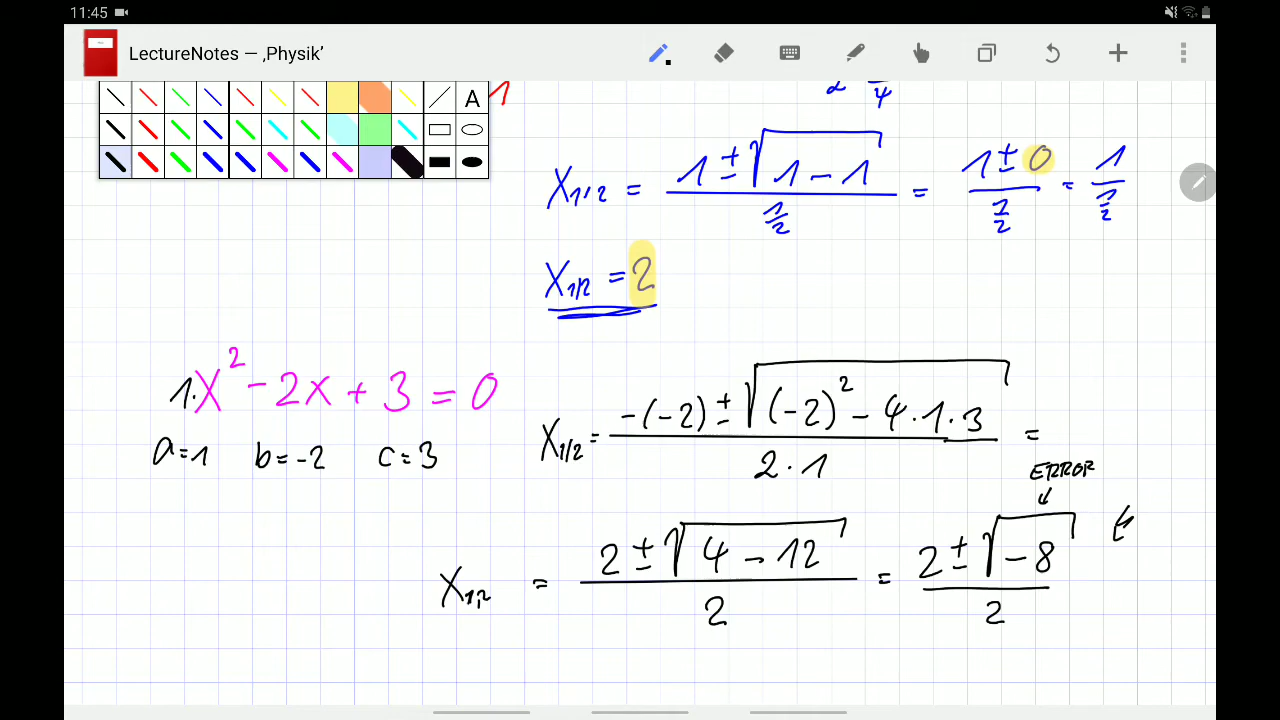 11:45
LectureNotes — ‚Physik‘
A
1
4
X1/2 = (1 ± √(1 - 1)) / (1/2) = (1 ± 0) / (1/2) = 1 / (1/2)
X1/2 = 2
1.X² - 2X + 3 = 0
a=1 b=-2 c=3
X1/2 = (-(-2) ± √((-2)² - 4·1·3)) / (2·1) =
ERROR
X1,2 = (2 ± √(4 - 12)) / 2 = (2 ± √(-8)) / 2